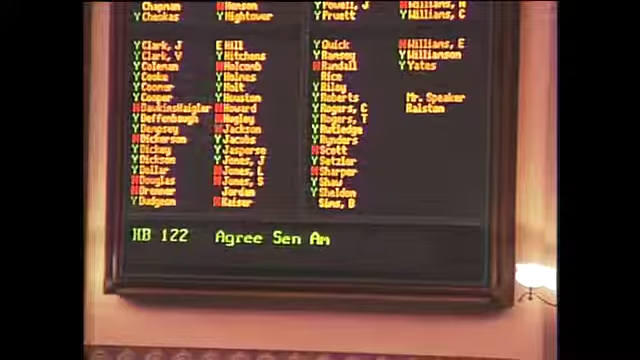 Chapman N Henson Powell, J N Williams, M
Y Cheokas Y Hightower Y Pruett Y Williams, C
Y Clark, J E Hill Y Quick N Williams, E
Y Clark, V Y Hitchens Y Ramsey Y Williamson
Y Coleman N Holcomb N Randall Y Yates
Y Cooke Y Holmes Rice
Y Coomer Y Holt Y Riley
Y Cooper Y Houston Y Roberts Mr. Speaker
N DawkinsHaigler N Howard Y Rogers, C Ralston
Y Deffenbaugh N Hugley Y Rogers, T
Y Dempsey N Jackson Y Rutledge
N Dickerson Y Jacobs Y Rynders
Y Dickey Y Jasperse N Scott
Y Dickson Y Jones, J Y Setzler
Y Dollar N Jones, L N Sharper
N Douglas N Jones, S Y Shaw
N Drenner Jordan Y Sheldon
Y Dudgeon N Kaiser Sims, B
HB 122 Agree Sen Am